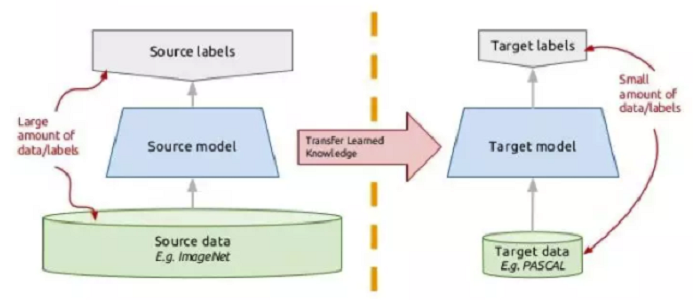 Source labels
Large
amount of
data/labels
Source model
Source data
E.g. ImageNet
Transfer Learned
Knowledge
Target labels
Small
amount of
data/labels
Target model
Target data
E.g. PASCAL